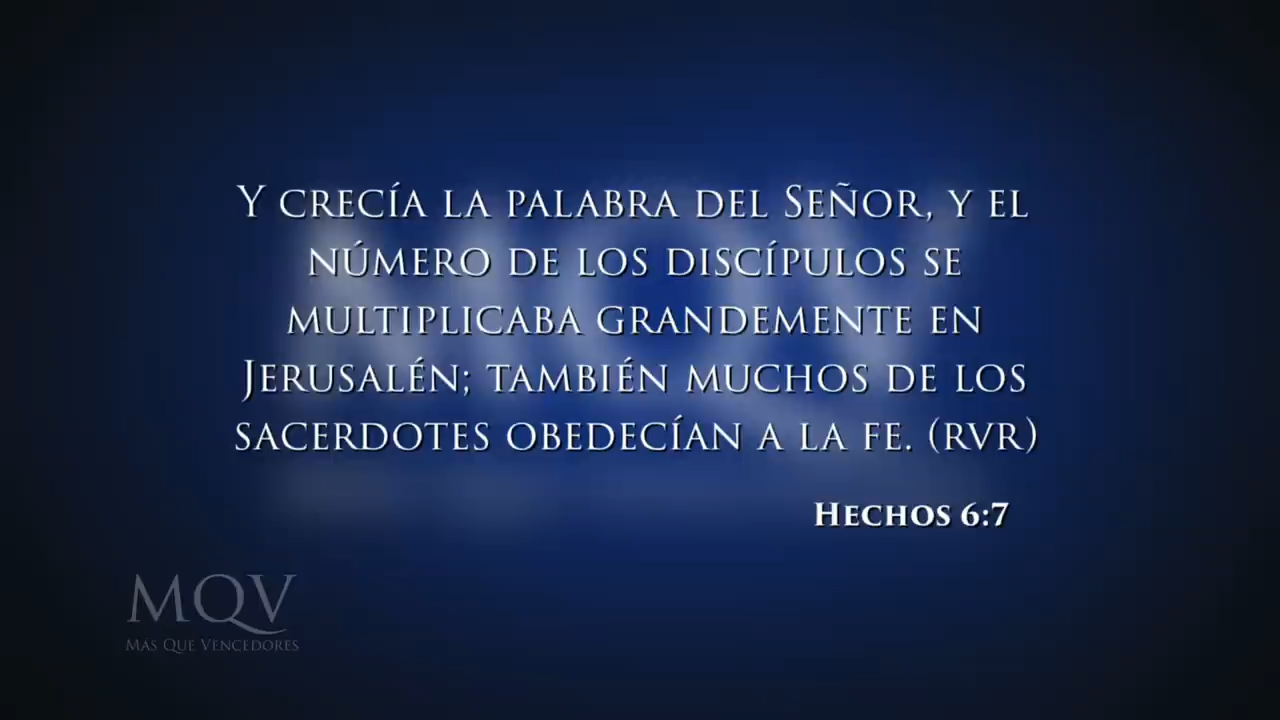 Y crecía la palabra del Señor, y el
número de los discípulos se
multiplicaba grandemente en
Jerusalén; también muchos de los
sacerdotes obedecían a la fe. (rvr)
Hechos 6:7
MQV
Más Que Vencedores